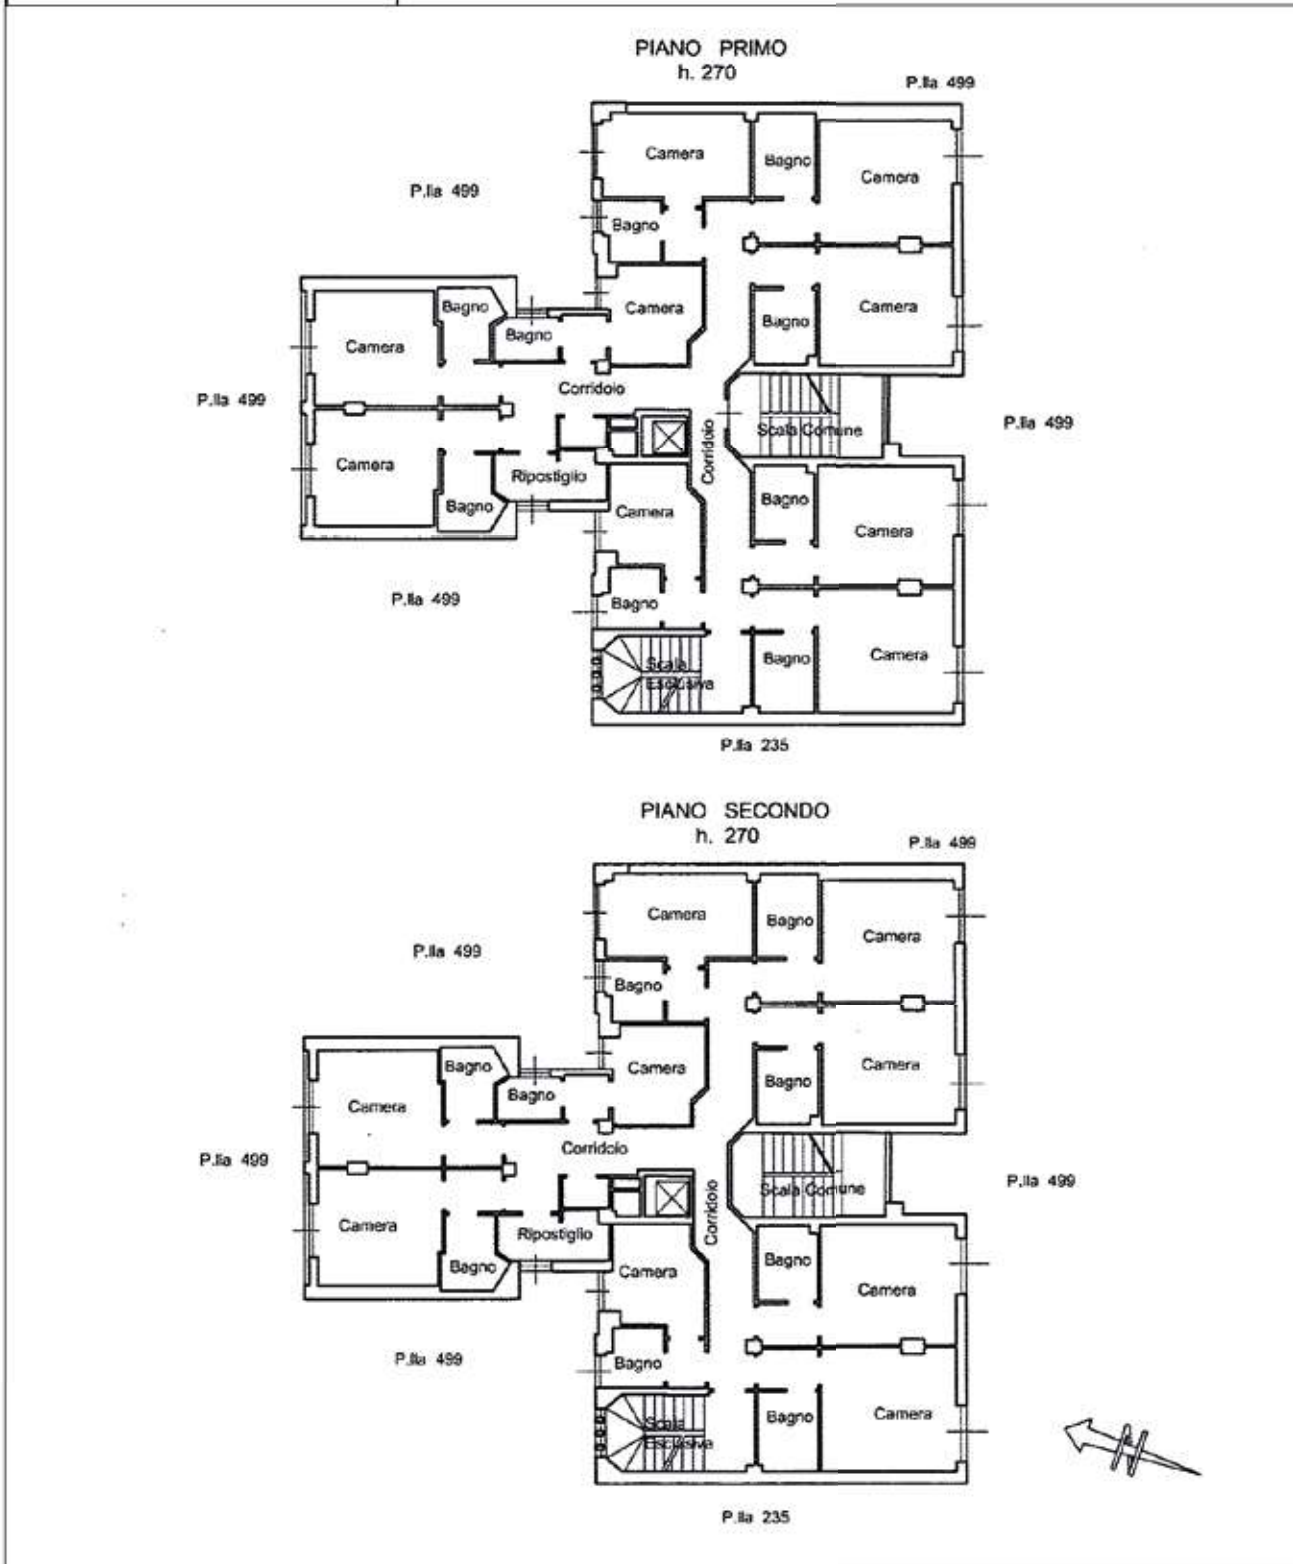 PIANO PRIMO
h. 270
P.lla 499
Camera
Bagno
Camera
P.lla 499
Bagno
Camera
Bagno
Camera
Bagno
Camera
Bagno
Camera
Corridoio
P.lla 499
P.lla 499
Scala Comune
Corridoio
Camera
Ripostiglio
Bagno
Camera
Bagno
Camera
P.lla 499
Bagno
Bagno
Camera
Scala
Esclusiva
P.lla 235
PIANO SECONDO
h. 270
P.lla 499
Camera
Bagno
Camera
P.lla 499
Bagno
Camera
Bagno
Camera
Bagno
Bagno
Camera
Corridoio
P.lla 499
P.lla 499
Scala Comune
Corridoio
Camera
Ripostiglio
Bagno
Camera
Bagno
Camera
P.lla 499
Bagno
Bagno
Camera
Scala
Esclusiva
N
P.lla 235